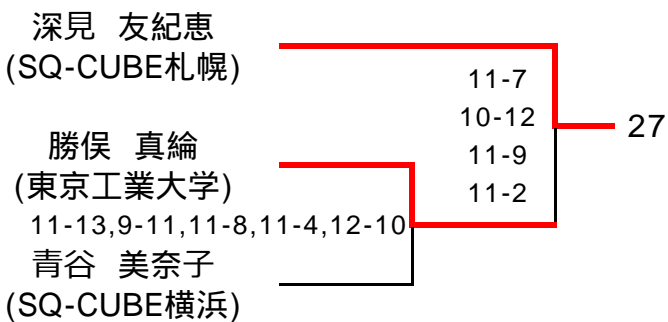 深見 友紀恵
(SQ-CUBE札幌)
11-7
10-12
27
11-9
11-2
勝俣 真綸
(東京工業大学)
11-13,9-11,11-8,11-4,12-10
青谷 美奈子
(SQ-CUBE横浜)